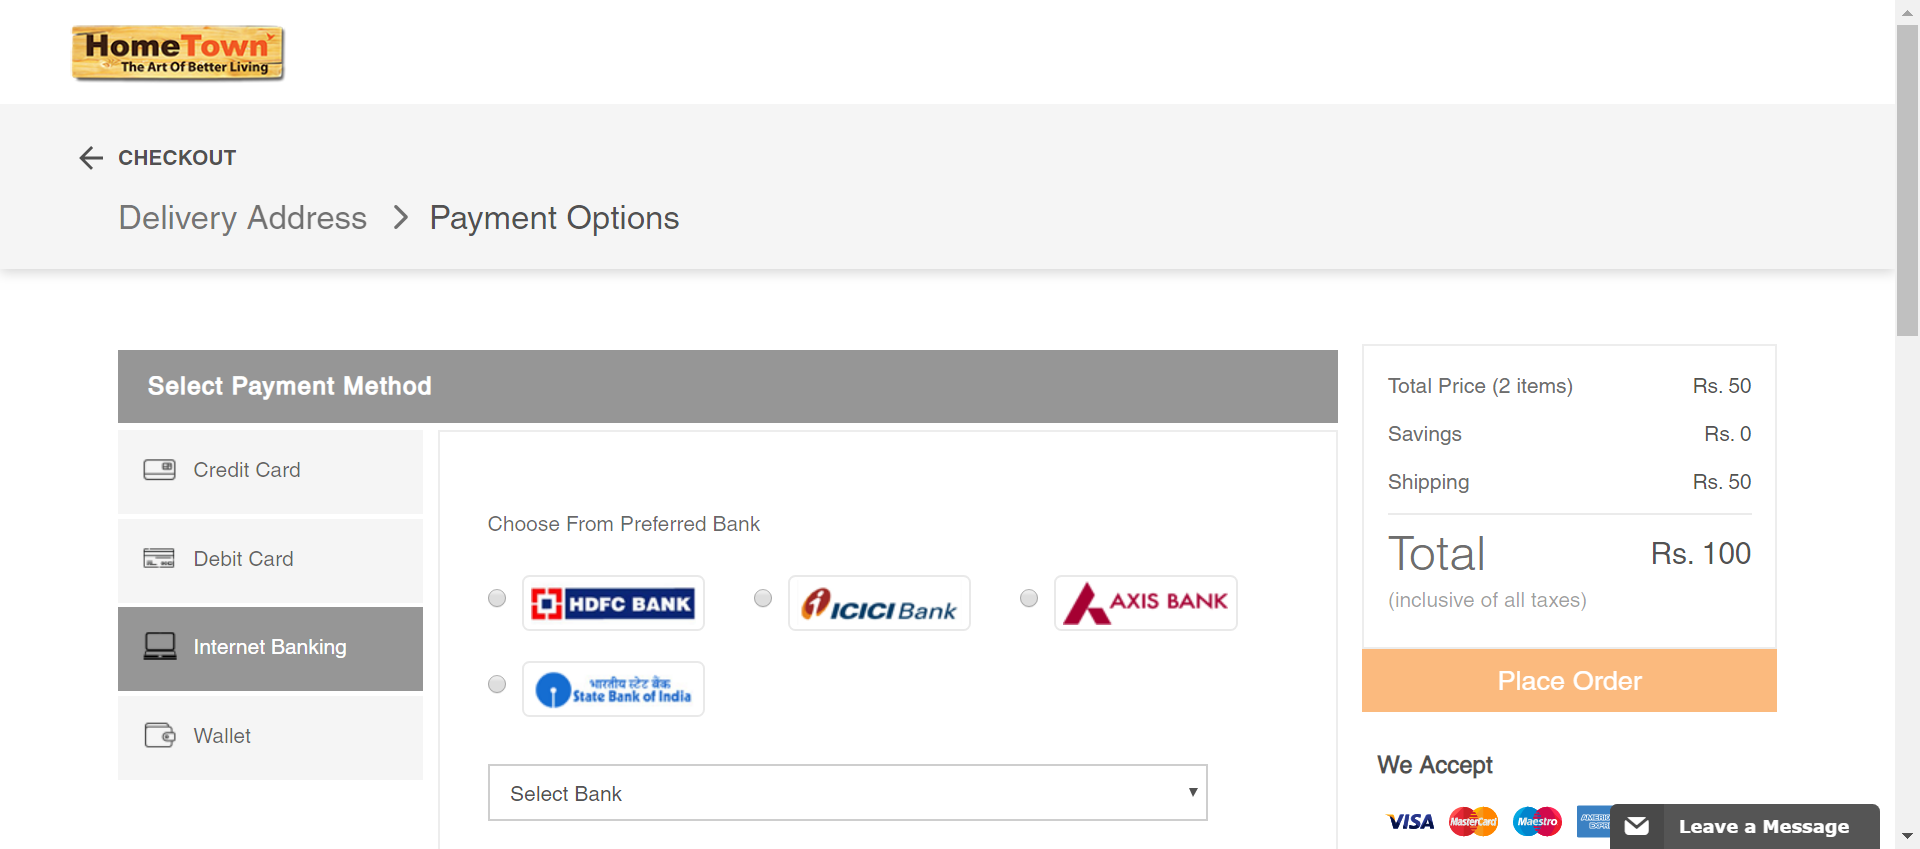 HomeTown
The Art Of Better Living
CHECKOUT
Delivery Address
Payment Options
Select Payment Method
Credit Card
Debit Card
Internet Banking
Wallet
Choose From Preferred Bank
HDFC BANK
ICICI Bank
AXIS BANK
भारतीय स्टेट बैंक
State Bank of India
Select Bank
Total Price (2 items) Rs. 50
Savings Rs. 0
Shipping Rs. 50
Total Rs. 100
(inclusive of all taxes)
Place Order
We Accept
VISA
MasterCard
Maestro
Leave a Message